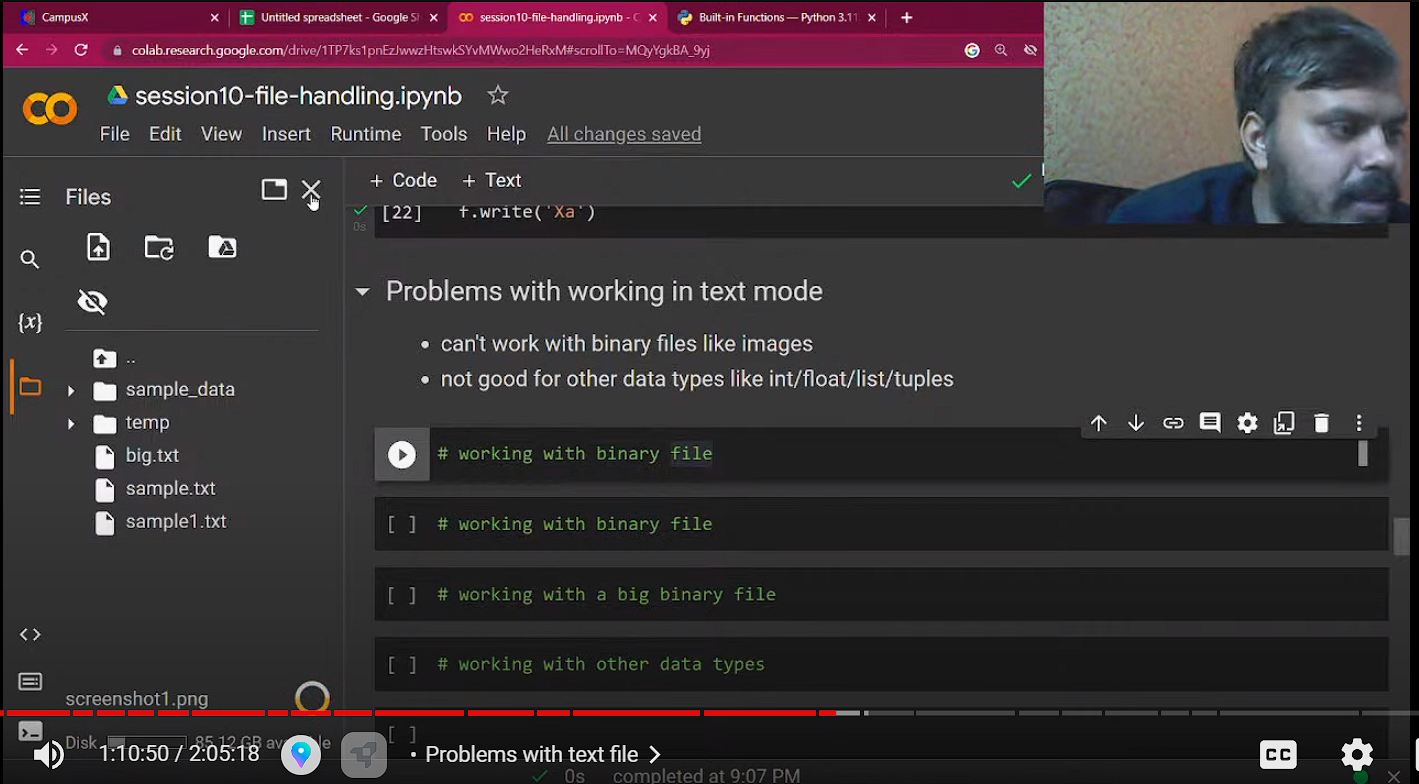 CampusX
Untitled spreadsheet - Google S
session10-file-handling.ipynb - C
Built-in Functions — Python 3.11
colab.research.google.com/drive/1TP7ks1pnEzJwwzHtswkSYvMWwo2HeRxM#scrollTo=MQyYgkBA_9yj
session10-file-handling.ipynb
File Edit View Insert Runtime Tools Help All changes saved
Files
+ Code + Text
[22] f.write('Xa')
0s
Problems with working in text mode
• can't work with binary files like images
• not good for other data types like int/float/list/tuples
{x}
..
sample_data
temp
big.txt
sample.txt
sample1.txt
# working with binary file
[ ] # working with binary file
[ ] # working with a big binary file
[ ] # working with other data types
[ ]
<>
screenshot1.png
Disk 85.12 GB available
1:10:50 / 2:05:18
• Problems with text file >
CC
0s completed at 9:07 PM